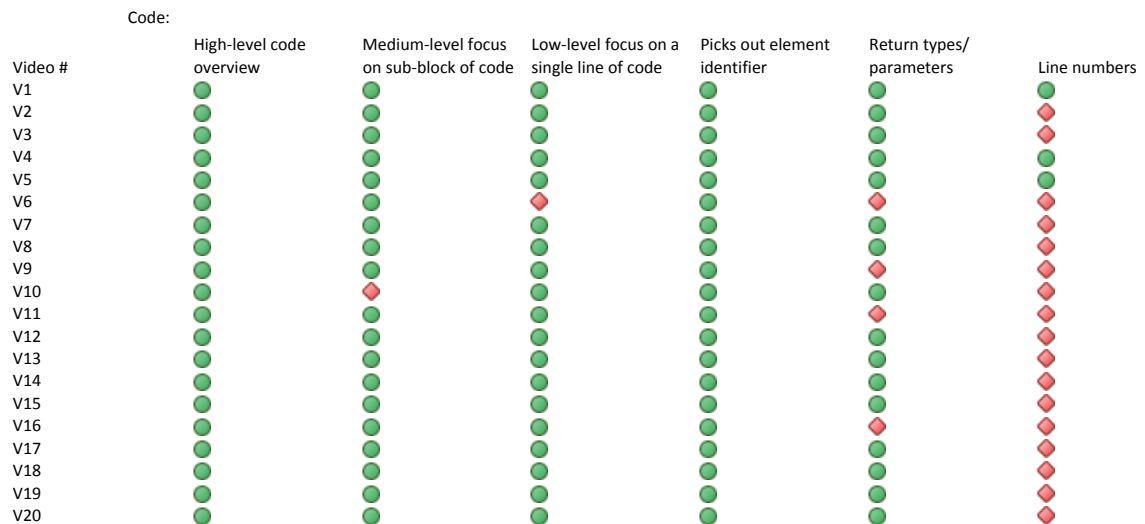 Code:
High-level code overview
Medium-level focus on sub-block of code
Low-level focus on a single line of code
Picks out element identifier
Return types/ parameters
Video #
Line numbers
V1
V2
V3
V4
V5
V6
V7
V8
V9
V10
V11
V12
V13
V14
V15
V16
V17
V18
V19
V20